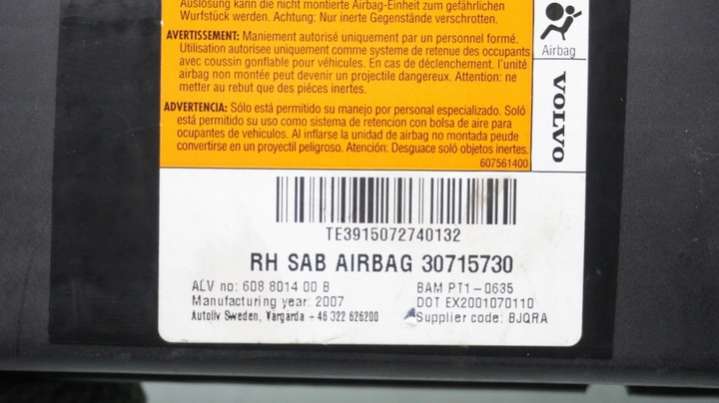 Auslösung kann die nicht montierte Airbag-Einheit zum gefährlichen
Wurfstück werden. Achtung: Nur inerte Gegenstände verschrotten.
AVERTISSEMENT: Maniement autorisé uniquement par un personnel formé.
Utilisation autorisee uniquement comme systeme de retenue des occupants
avec coussin gonflable pour véhicules. En cas de déclenchement, l'unité
airbag non montée peut devenir un projectile dangereux. Attention: ne
metter au rebut que des pièces inertes.
ADVERTENCIA: Sólo está permitido su manejo por personal especializado. Soló
está permitido su uso como sistema de retención con bolsa de aire para
ocupantes de vehículos. Al inflarse la unidad de airbag no montada peude
convertirse en un proyectil peligroso. Atención: Desguace soló objetos inertes.
607561400
Airbag
VOLVO
TE3915072740132
RH SAB AIRBAG 30715730
ALV no: 608 8014 00 B
BAM PT1-0635
Manufacturing year: 2007
DOT EX2001070110
Autoliv Sweden, Vargarda + 46 322 626200
Supplier code: BJQRA